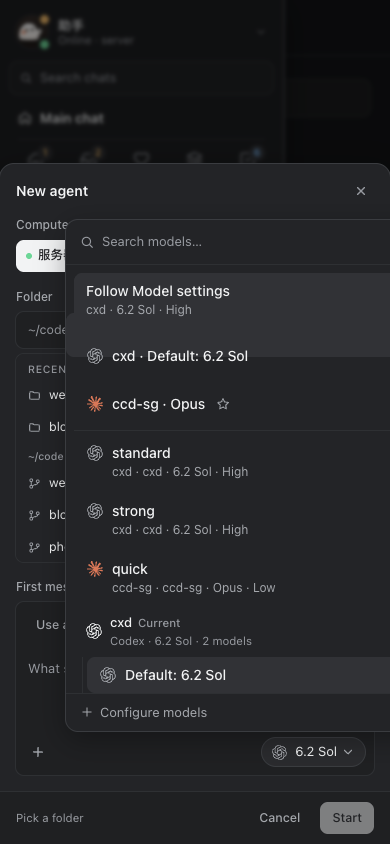 助手
Online · server
Search chats
Main chat
New agent
Compute
服务
Search models...
Follow Model settings
cxd · 6.2 Sol · High
Folder
~/code
cxd · Default: 6.2 Sol
RECEN
we
ccd-sg · Opus
blo
~/code
standard
cxd · cxd · 6.2 Sol · High
we
strong
blo
cxd · cxd · 6.2 Sol · High
ph
quick
ccd-sg · ccd-sg · Opus · Low
First mes
cxd Current
Use a
Codex · 6.2 Sol · 2 models
What s
Default: 6.2 Sol
Configure models
6.2 Sol
Pick a folder
Cancel
Start